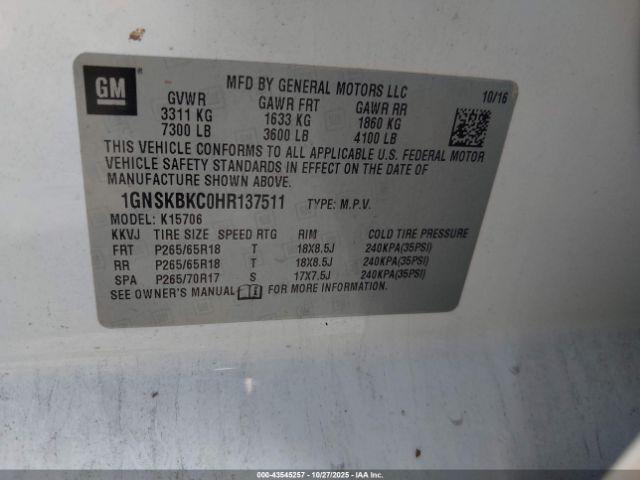 GM
MFD BY GENERAL MOTORS LLC
10/16
GVWR GAWR FRT GAWR RR
3311 KG 1633 KG 1860 KG
7300 LB 3600 LB 4100 LB
THIS VEHICLE CONFORMS TO ALL APPLICABLE U.S. FEDERAL MOTOR
VEHICLE SAFETY STANDARDS IN EFFECT ON THE DATE OF
MANUFACTURE SHOWN ABOVE.
1GNSKBKC0HR137511 TYPE: M.P.V.
MODEL: K15706
KKVJ TIRE SIZE SPEED RTG RIM COLD TIRE PRESSURE
FRT P265/65R18 T 18X8.5J 240KPA(35PSI)
RR P265/65R18 T 18X8.5J 240KPA(35PSI)
SPA P265/70R17 S 17X7.5J 240KPA(35PSI)
SEE OWNER'S MANUAL FOR MORE INFORMATION.
000-43545257 - 10/27/2025 - IAAI.COM